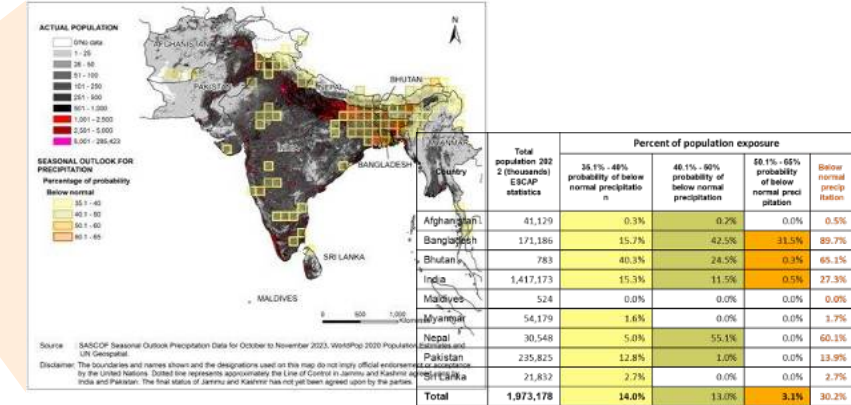 ACTUAL POPULATION
0/No data
1 - 25
26 - 50
51 - 100
101 - 250
251 - 500
501 - 1,000
1,001 - 2,500
2,501 - 5,000
5,001 - 285,423
SEASONAL OUTLOOK FOR
PRECIPITATION
Percentage of probability
Below normal
35.1 - 40
40.1 - 50
50.1 - 60
60.1 - 65
N
AFGHANISTAN
PAKISTAN
NEPAL
BHUTAN
INDIA
BANGLADESH
MYANMAR
SRI LANKA
MALDIVES
0 500 1,000
Kilometers
Source : SASCOF Seasonal Outlook Precipitation Data for October to November 2023, WorldPop 2020 Population Estimates and
UN Geospatial.
Disclaimer: The boundaries and names shown and the designations used on this map do not imply official endorsement or acceptance
by the United Nations. Dotted line represents approximately the Line of Control in Jammu and Kashmir agreed upon by
India and Pakistan. The final status of Jammu and Kashmir has not yet been agreed upon by the parties.
Country
Total population 202
2 (thousands)
ESCAP
statistics
Percent of population exposure
35.1% - 40%
probability of below
normal precipitatio
n
40.1% - 50%
probability of
below normal
precipitation
50.1% - 65%
probability
of below
normal preci
pitation
Below
normal
precip
itation
Afghanistan 41,129 0.3% 0.2% 0.0% 0.5%
Bangladesh 171,186 15.7% 42.5% 31.5% 89.7%
Bhutan 783 40.3% 24.5% 0.3% 65.1%
India 1,417,173 15.3% 11.5% 0.5% 27.3%
Maldives 524 0.0% 0.0% 0.0% 0.0%
Myanmar 54,179 1.6% 0.0% 0.0% 1.7%
Nepal 30,548 5.0% 55.1% 0.0% 60.1%
Pakistan 235,825 12.8% 1.0% 0.0% 13.9%
Sri Lanka 21,832 2.7% 0.0% 0.0% 2.7%
Total 1,973,178 14.0% 13.0% 3.1% 30.2%